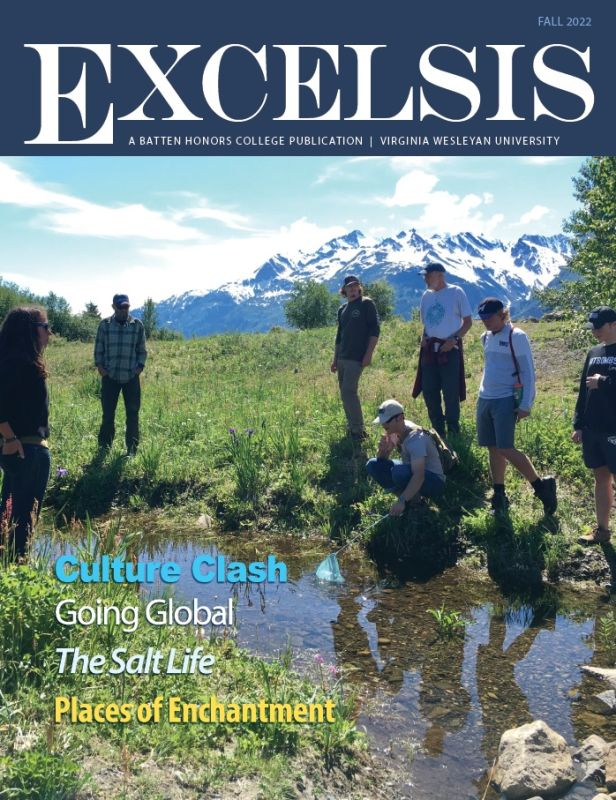 FALL 2022
EXCELSIS
A BATTEN HONORS COLLEGE PUBLICATION | VIRGINIA WESLEYAN UNIVERSITY
Culture Clash
Going Global
The Salt Life
Places of Enchantment